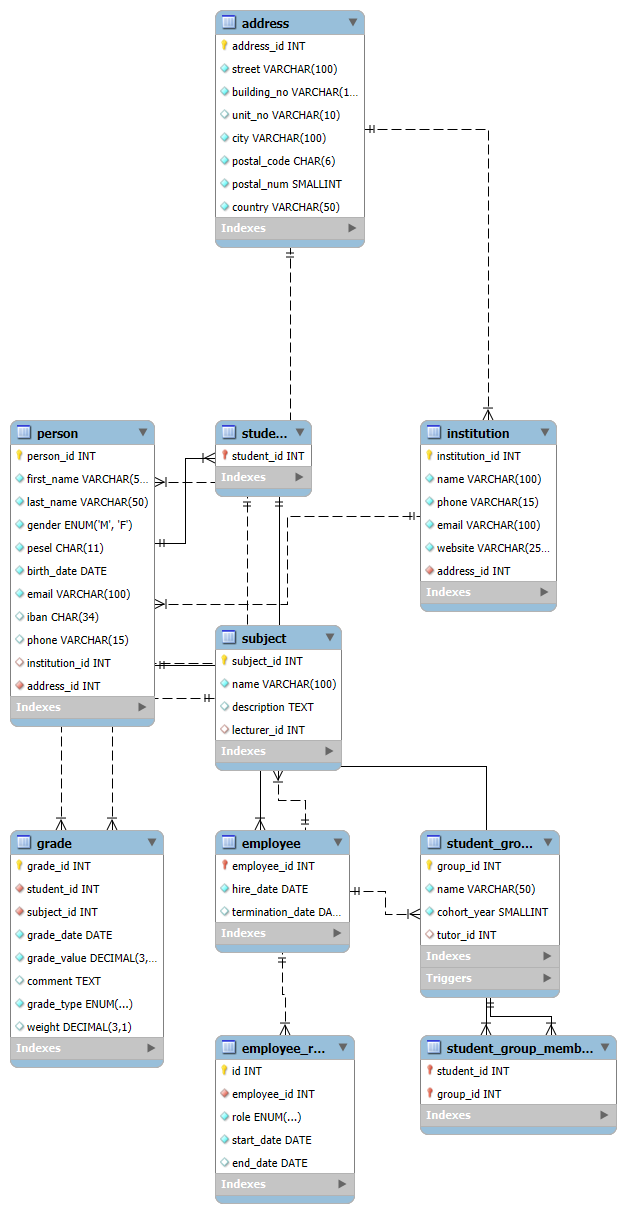 address
address_id INT
street VARCHAR(100)
building_no VARCHAR(1...
unit_no VARCHAR(10)
city VARCHAR(100)
postal_code CHAR(6)
postal_num SMALLINT
country VARCHAR(50)
Indexes
person
person_id INT
first_name VARCHAR(5...
last_name VARCHAR(50)
gender ENUM('M', 'F')
pesel CHAR(11)
birth_date DATE
email VARCHAR(100)
iban CHAR(34)
phone VARCHAR(15)
institution_id INT
address_id INT
Indexes
stude...
student_id INT
Indexes
institution
institution_id INT
name VARCHAR(100)
phone VARCHAR(15)
email VARCHAR(100)
website VARCHAR(25...
address_id INT
Indexes
subject
subject_id INT
name VARCHAR(100)
description TEXT
lecturer_id INT
Indexes
grade
grade_id INT
student_id INT
subject_id INT
grade_date DATE
grade_value DECIMAL(3,...
comment TEXT
grade_type ENUM(...)
weight DECIMAL(3,1)
Indexes
employee
employee_id INT
hire_date DATE
termination_date DA...
Indexes
student_gro...
group_id INT
name VARCHAR(50)
cohort_year SMALLINT
tutor_id INT
Indexes
Triggers
employee_r...
id INT
employee_id INT
role ENUM(...)
start_date DATE
end_date DATE
Indexes
student_group_memb...
student_id INT
group_id INT
Indexes